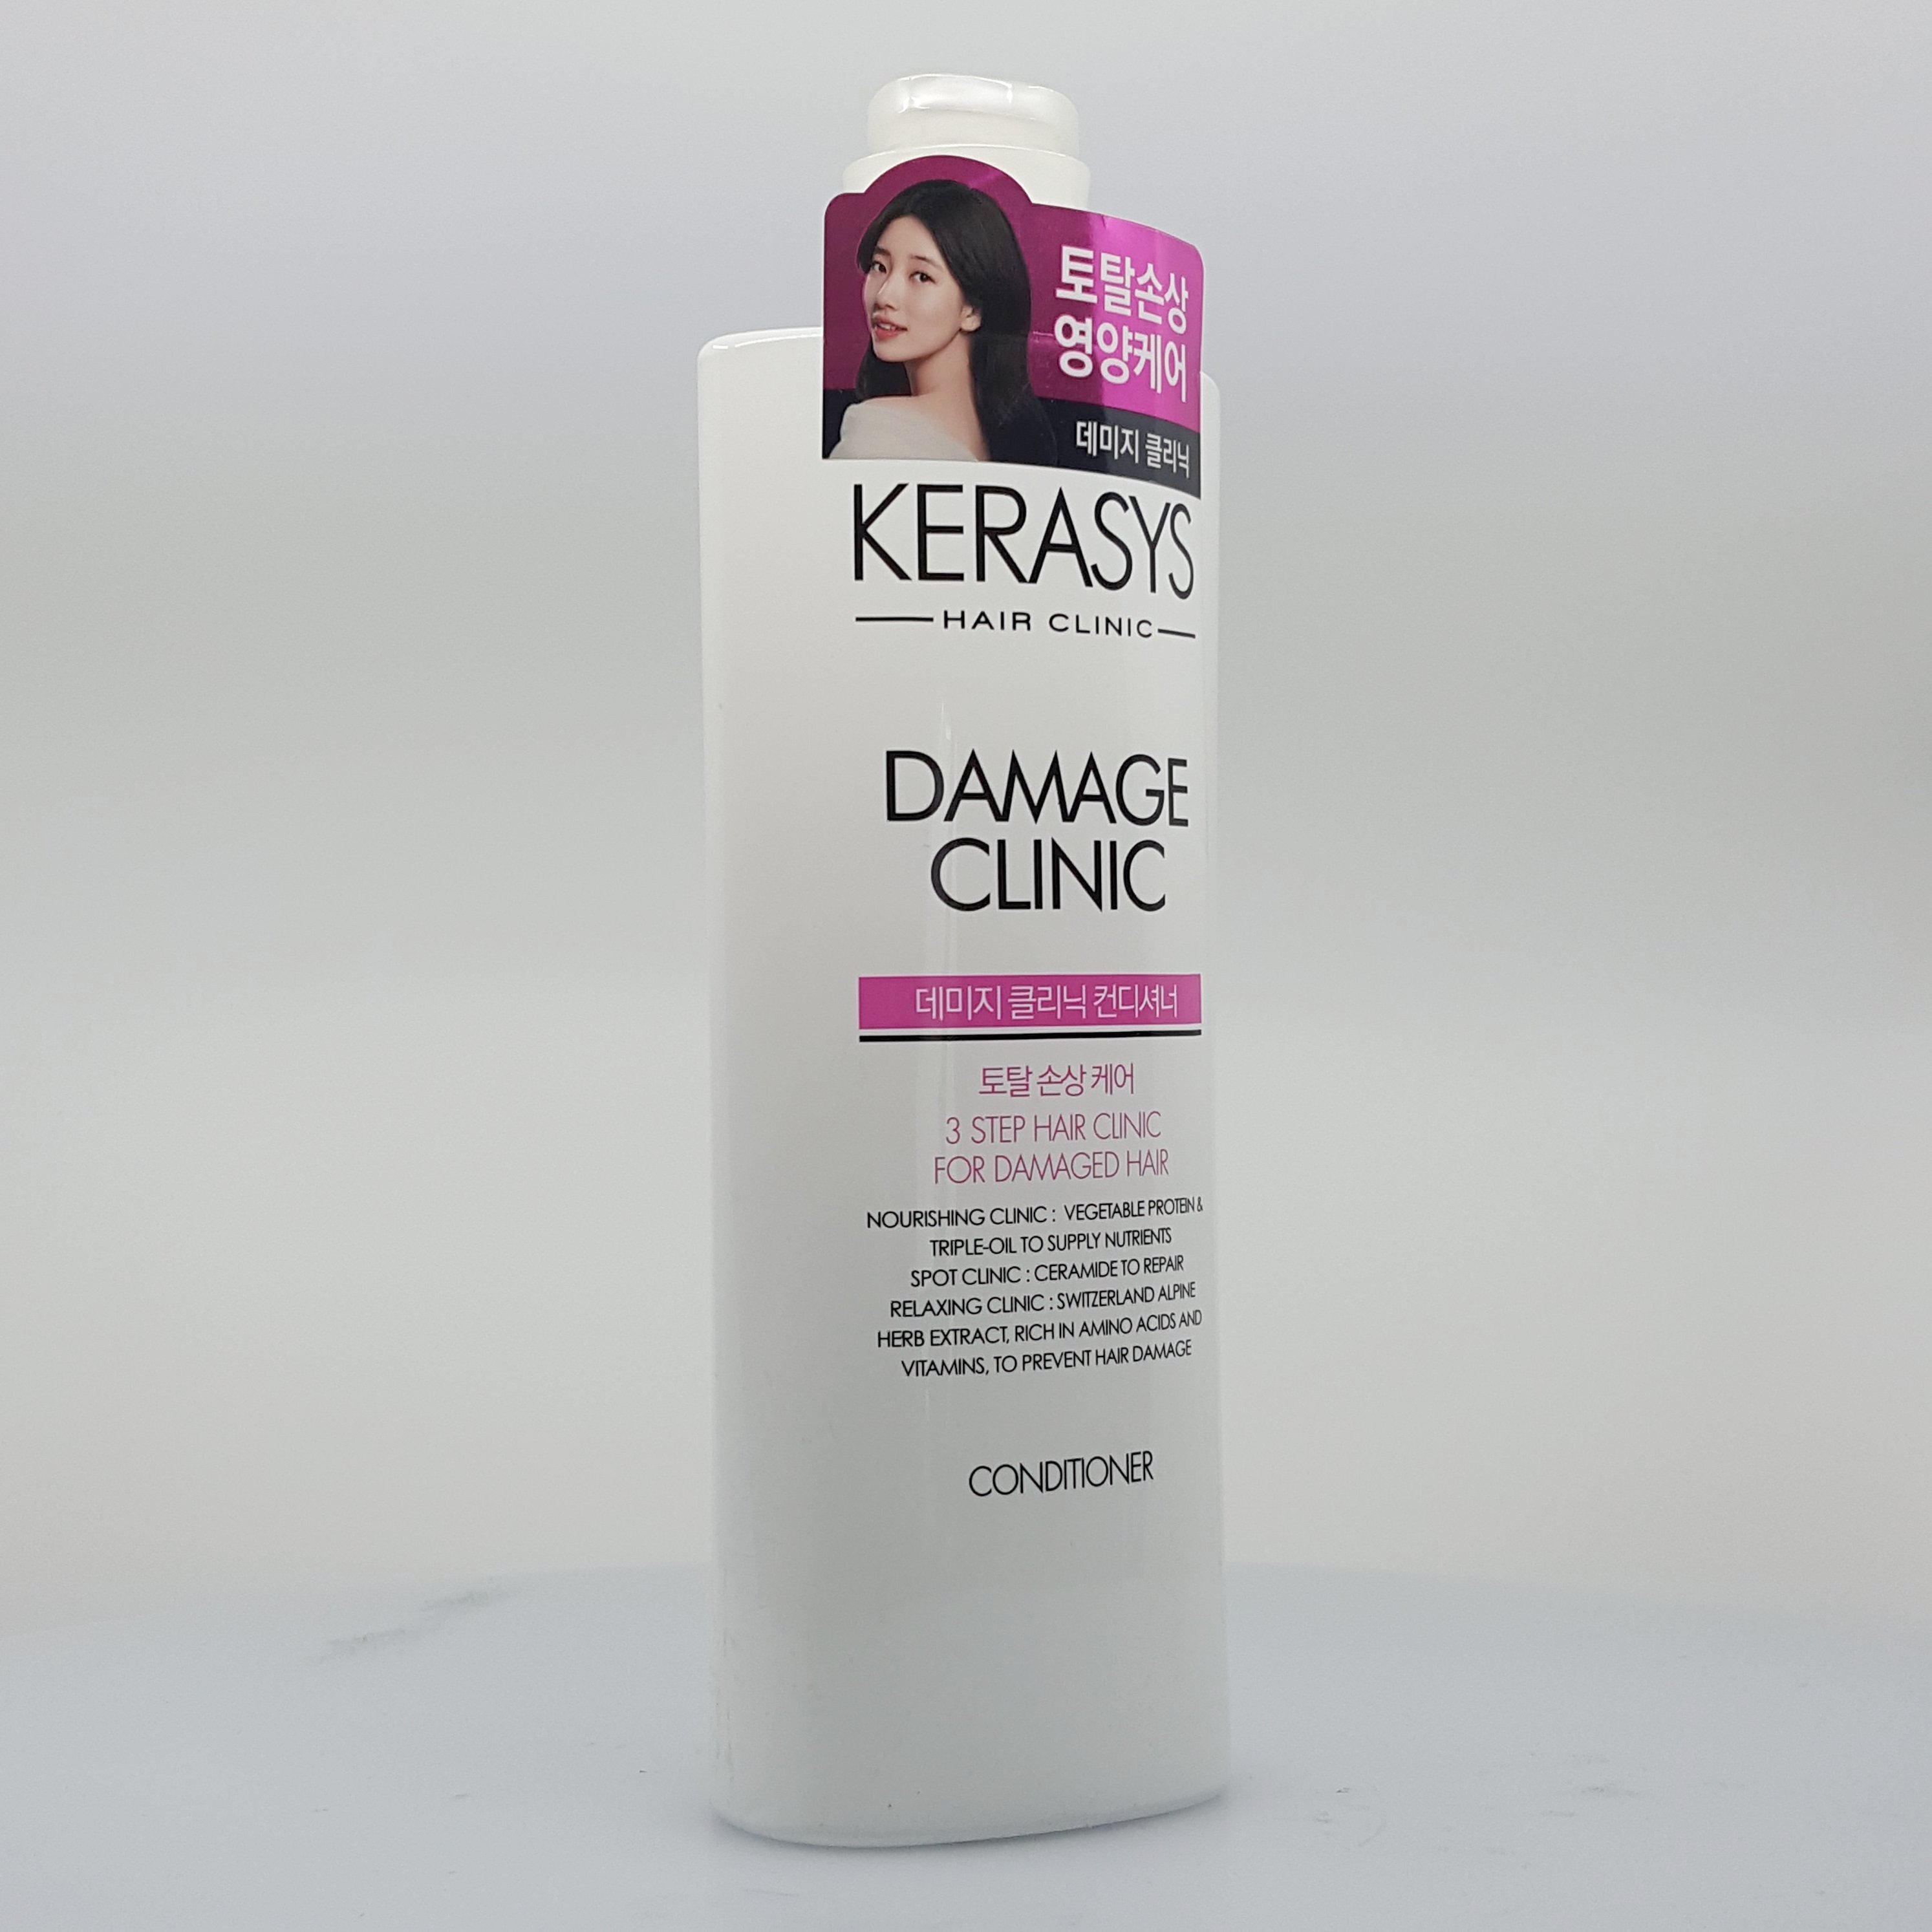 토탈손상
영양케어
데미지 클리닉
KERASYS
HAIR CLINIC
DAMAGE
CLINIC
데미지 클리닉 컨디셔너
토탈 손상 케어
3 STEP HAIR CLINIC
FOR DAMAGED HAIR
NOURISHING CLINIC : VEGETABLE PROTEIN &
TRIPLE-OIL TO SUPPLY NUTRIENTS
SPOT CLINIC : CERAMIDE TO REPAIR
RELAXING CLINIC : SWITZERLAND ALPINE
HERB EXTRACT, RICH IN AMINO ACIDS AND
VITAMINS, TO PREVENT HAIR DAMAGE
CONDITIONER